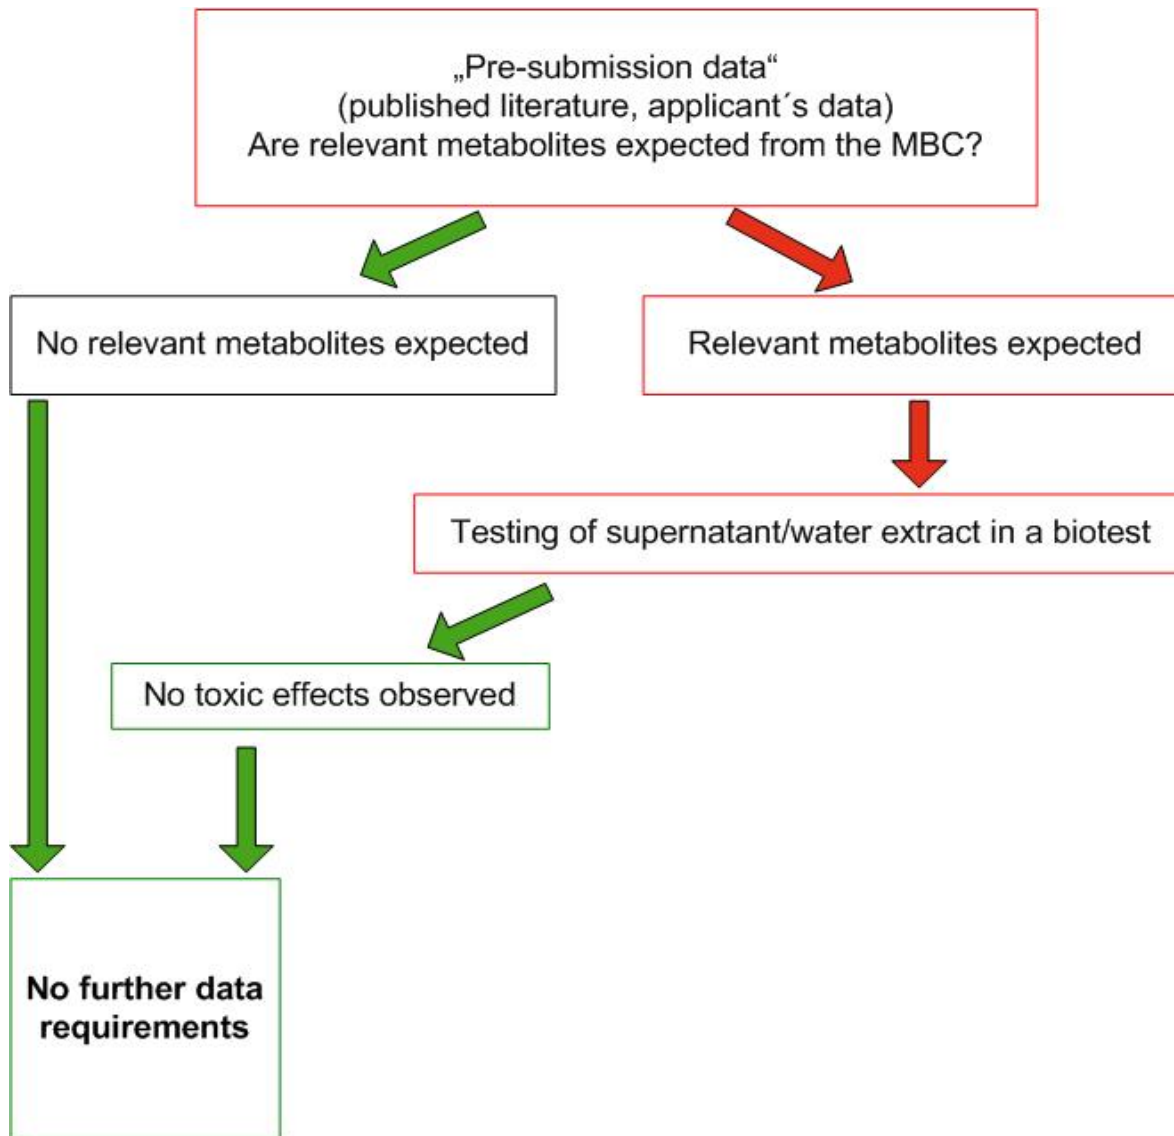 „Pre-submission data“
(published literature, applicant´s data)
Are relevant metabolites expected from the MBC?
No relevant metabolites expected
Relevant metabolites expected
Testing of supernatant/water extract in a biotest
No toxic effects observed
No further data
requirements